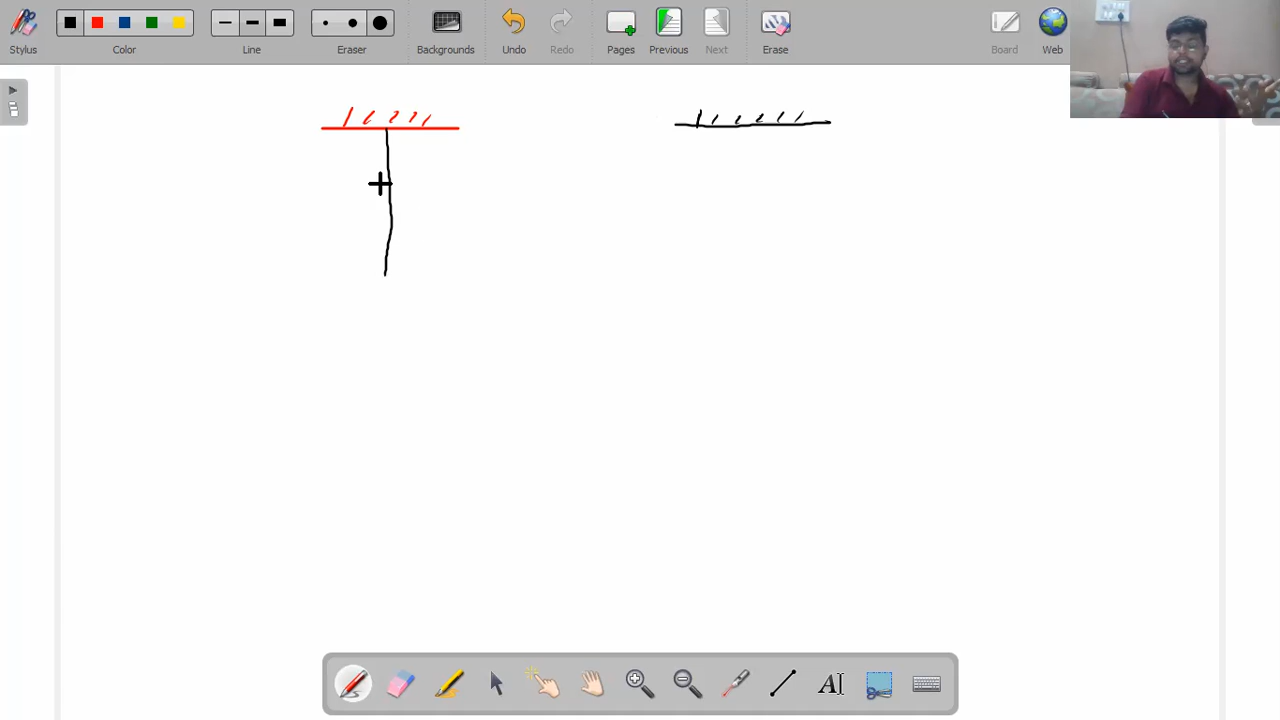 Stylus
Color
Line
Eraser
Backgrounds
Undo
Redo
Pages
Previous
Next
Erase
Board
Web